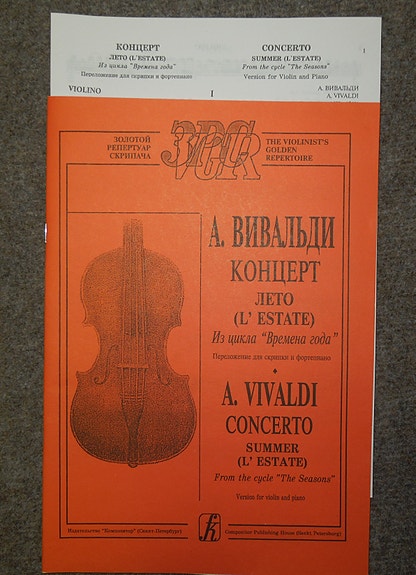 КОНЦЕРТ
ЛЕТО (L'ESTATE)
Из цикла "Времена года"
Переложение для скрипки и фортепиано
CONCERTO
SUMMER (L'ESTATE)
From the cycle "The Seasons"
Version for Violin and Piano
1
VIOLINO
I
А. ВИВАЛЬДИ
A. VIVALDI
ЗОЛОТОЙ
РЕПЕРТУАР
СКРИПАЧА
ЗРС
VGR
THE VIOLINIST'S
GOLDEN
REPERTOIRE
А. ВИВАЛЬДИ
КОНЦЕРТ
ЛЕТО
(L' ESTATE)
Из цикла "Времена года"
Переложение для скрипки и фортепиано
A. VIVALDI
CONCERTO
SUMMER
(L' ESTATE)
From the cycle "The Seasons"
Version for violin and piano
Издательство "Композитор" (Санкт-Петербург)
Compozitor Publishing House (Sankt Petersburg)